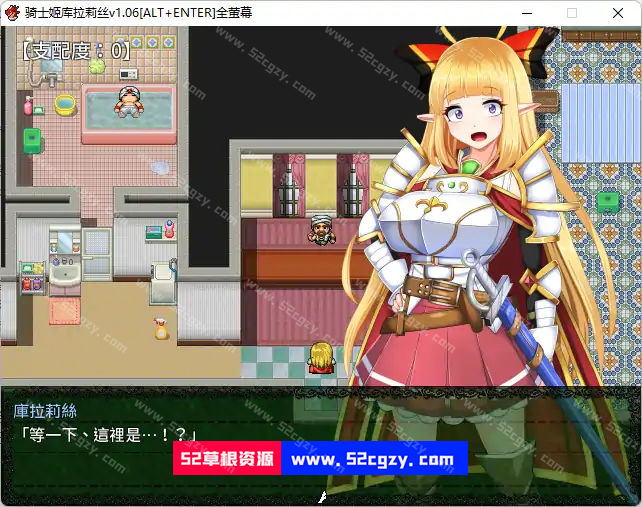 骑士姬库拉莉丝v1.06[ALT+ENTER]全萤幕
【支配度：0】
庫拉莉絲
「等一下、這裡是…！？」
52草根资源 www.52cgzy.com